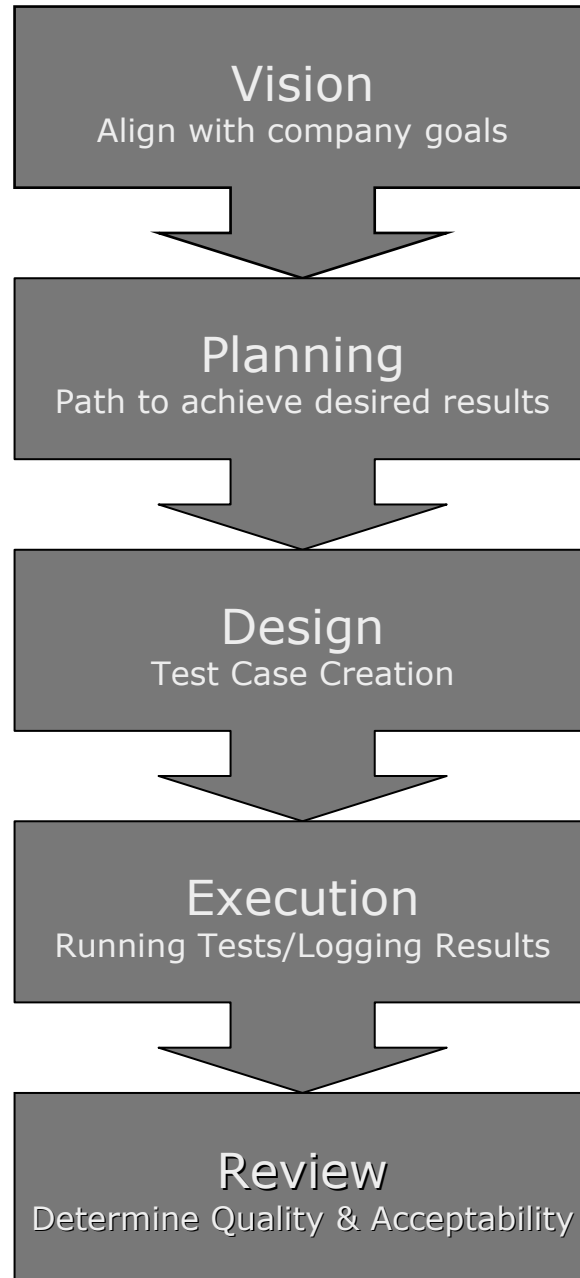 Vision
Align with company goals
Planning
Path to achieve desired results
Design
Test Case Creation
Execution
Running Tests/Logging Results
Review
Determine Quality & Acceptability